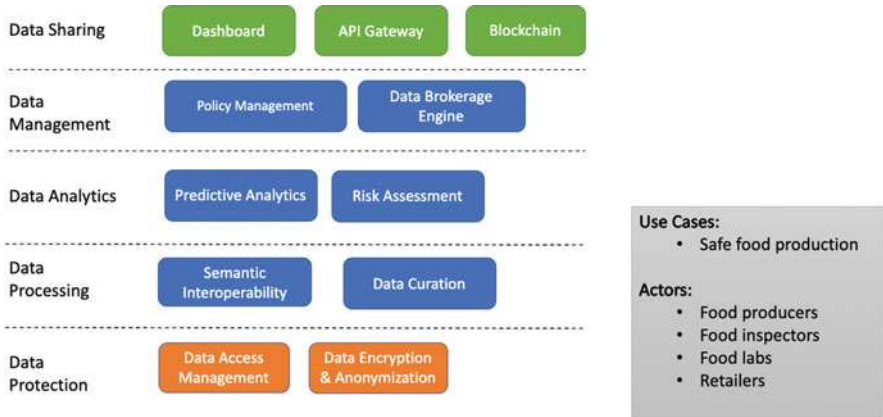 Data Sharing
Dashboard
API Gateway
Blockchain
Data
Management
Policy Management
Data Brokerage
Engine
Data Analytics
Predictive Analytics
Risk Assessment
Data
Processing
Semantic
Interoperability
Data Curation
Data
Protection
Data Access
Management
Data Encryption
& Anonymization
Use Cases:
• Safe food production
Actors:
• Food producers
• Food inspectors
• Food labs
• Retailers